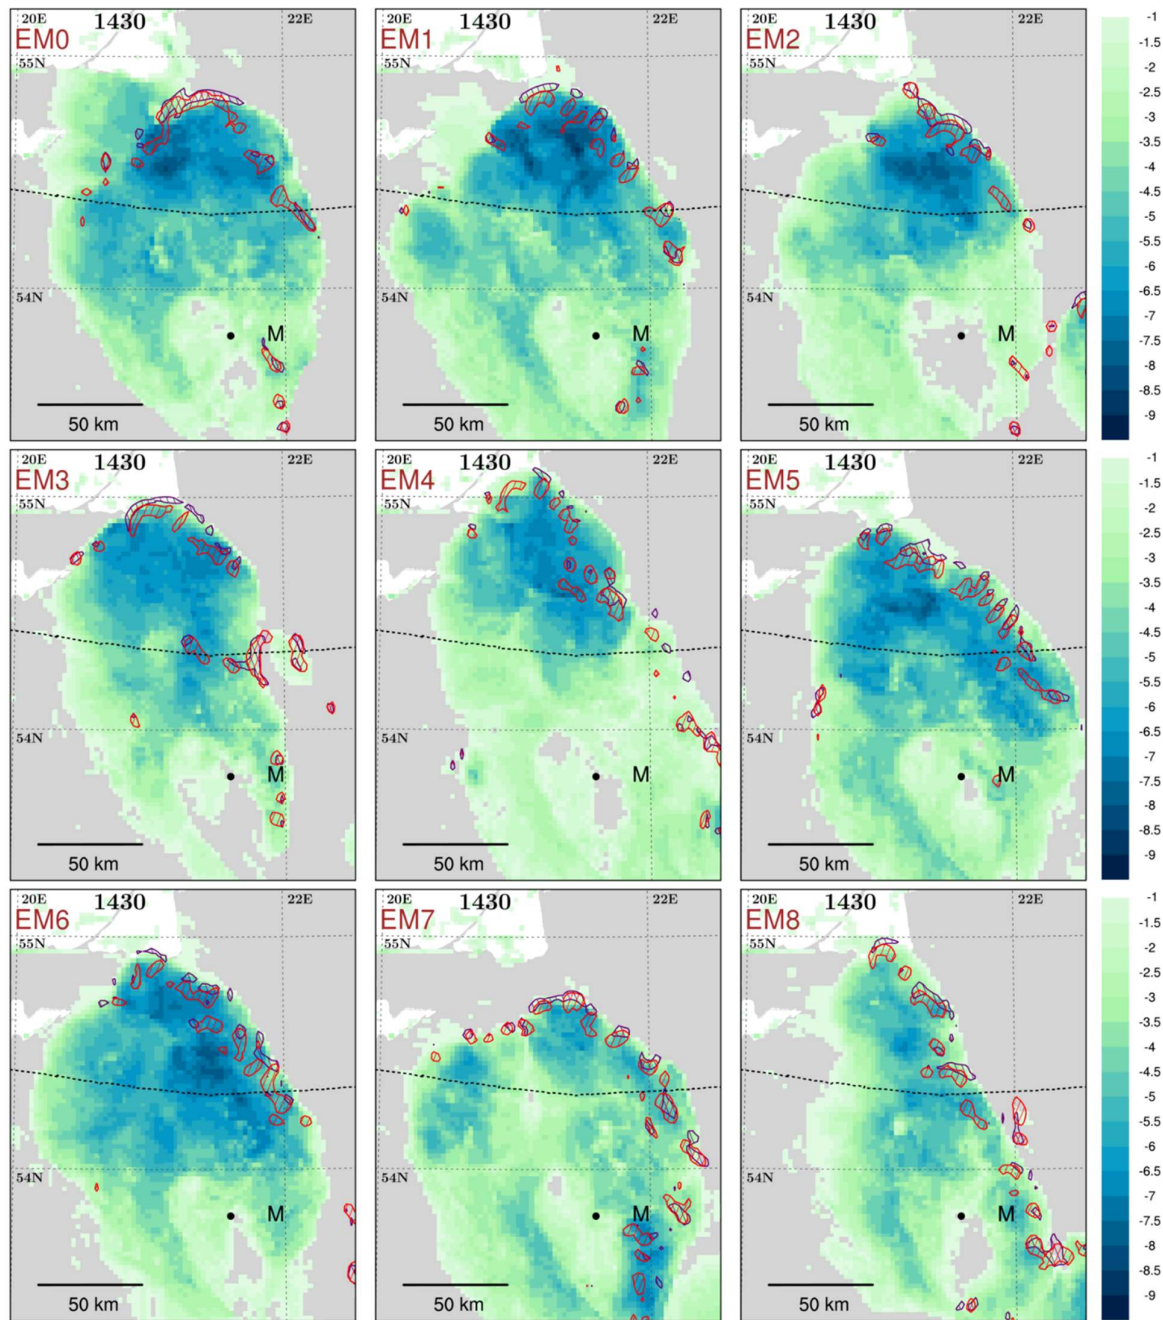 20E 1430 22E
EM0
55N
54N
M
50 km
20E 1430 22E
EM1
55N
54N
M
50 km
20E 1430 22E
EM2
55N
54N
M
50 km
-1
-1.5
-2
-2.5
-3
-3.5
-4
-4.5
-5
-5.5
-6
-6.5
-7
-7.5
-8
-8.5
-9
20E 1430 22E
EM3
55N
54N
M
50 km
20E 1430 22E
EM4
55N
54N
M
50 km
20E 1430 22E
EM5
55N
54N
M
50 km
-1
-1.5
-2
-2.5
-3
-3.5
-4
-4.5
-5
-5.5
-6
-6.5
-7
-7.5
-8
-8.5
-9
20E 1430 22E
EM6
55N
54N
M
50 km
20E 1430 22E
EM7
55N
54N
M
50 km
20E 1430 22E
EM8
55N
54N
M
50 km
-1
-1.5
-2
-2.5
-3
-3.5
-4
-4.5
-5
-5.5
-6
-6.5
-7
-7.5
-8
-8.5
-9